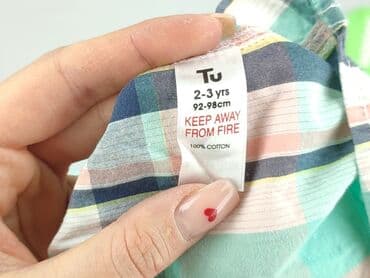 Tu
2-3 yrs
92-98cm
KEEP AWAY
FROM FIRE
100% COTTON